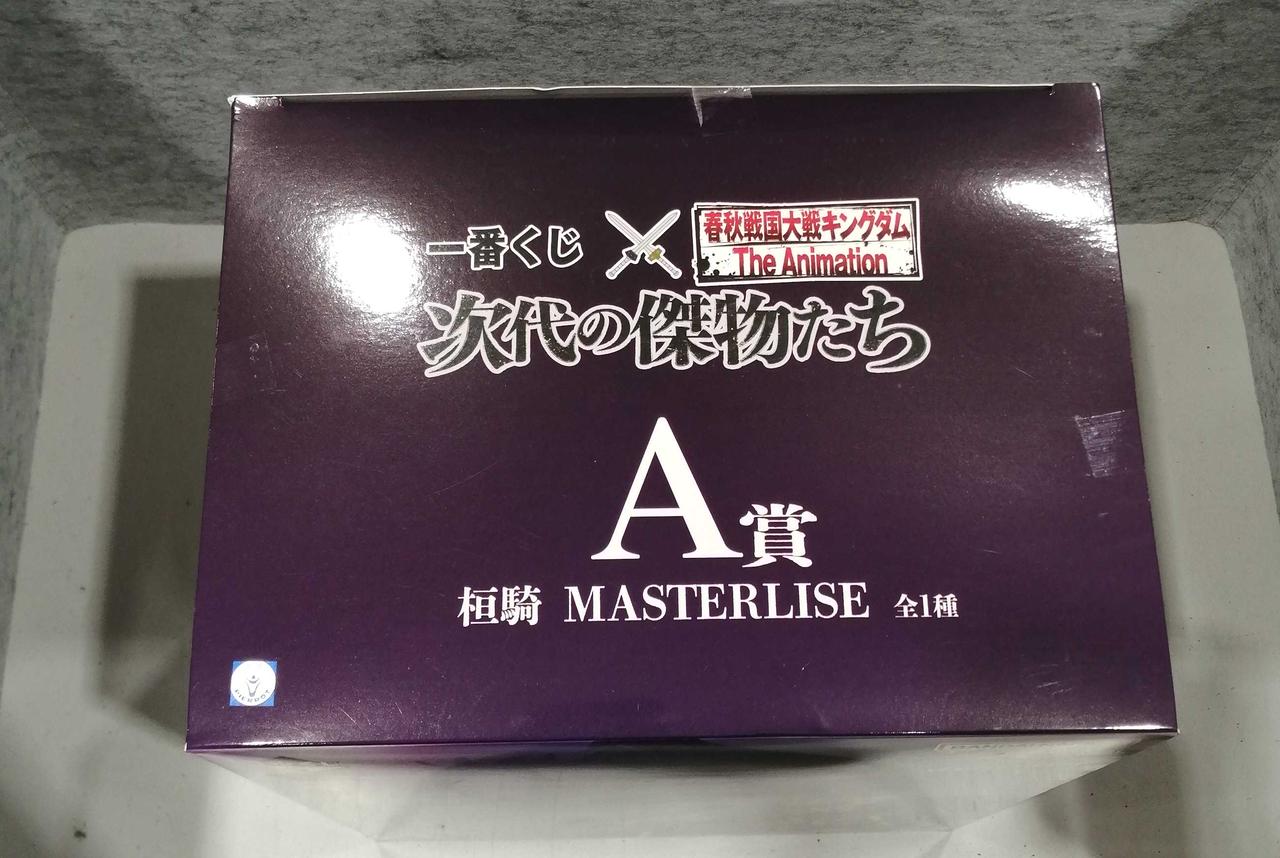 一番くじ
春秋戦国大戦キングダム
The Animation
次代の傑物たち
A賞
桓騎 MASTERLISE 全1種
PIERROT